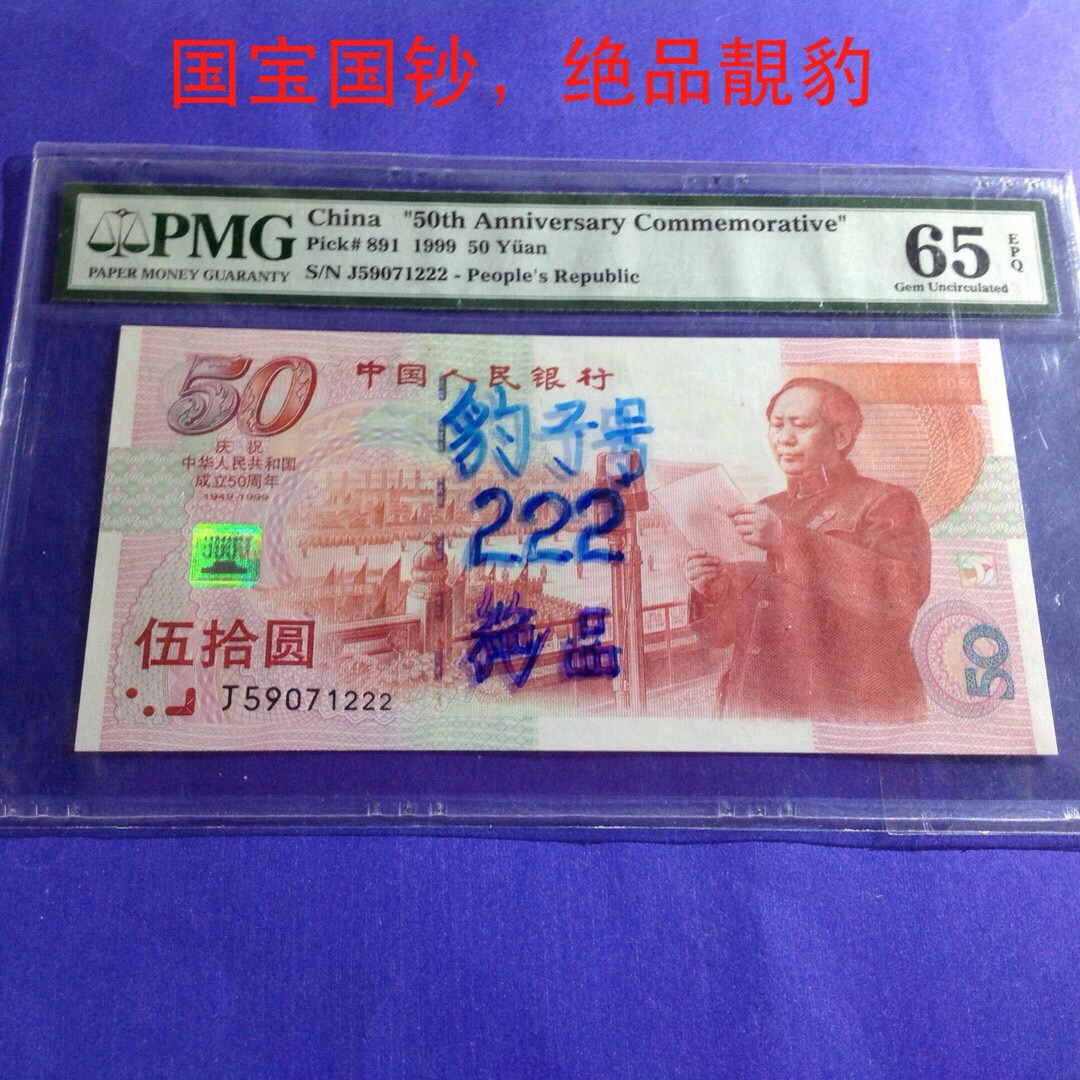 国宝国钞，绝品靓豹
PMG
PAPER MONEY GUARANTY
China "50th Anniversary Commemorative"
Pick# 891 1999 50 Yüan
S/N J59071222 - People's Republic
65
EPQ
Gem Uncirculated
50
中国人民银行
庆祝
中华人民共和国
成立50周年
1949-1999
豹子号
222
绝品
伍拾圆
J59071222
50